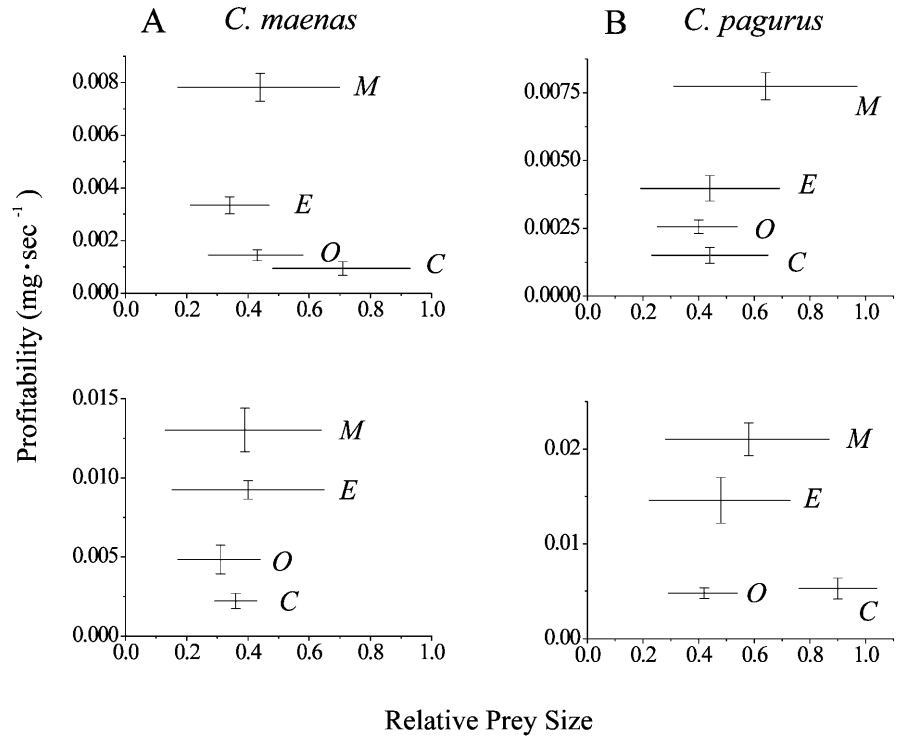 A C. maenas
B C. pagurus
Profitability (mg·sec⁻¹)
0.008
0.006
0.004
0.002
0.000
M
E
O
C
0.0 0.2 0.4 0.6 0.8 1.0
0.0075
0.0050
0.0025
0.0000
M
E
O
C
0.0 0.2 0.4 0.6 0.8 1.0
0.015
0.010
0.005
0.000
M
E
O
C
0.0 0.2 0.4 0.6 0.8 1.0
0.02
0.01
0.00
M
E
O
C
0.0 0.2 0.4 0.6 0.8 1.0
Relative Prey Size